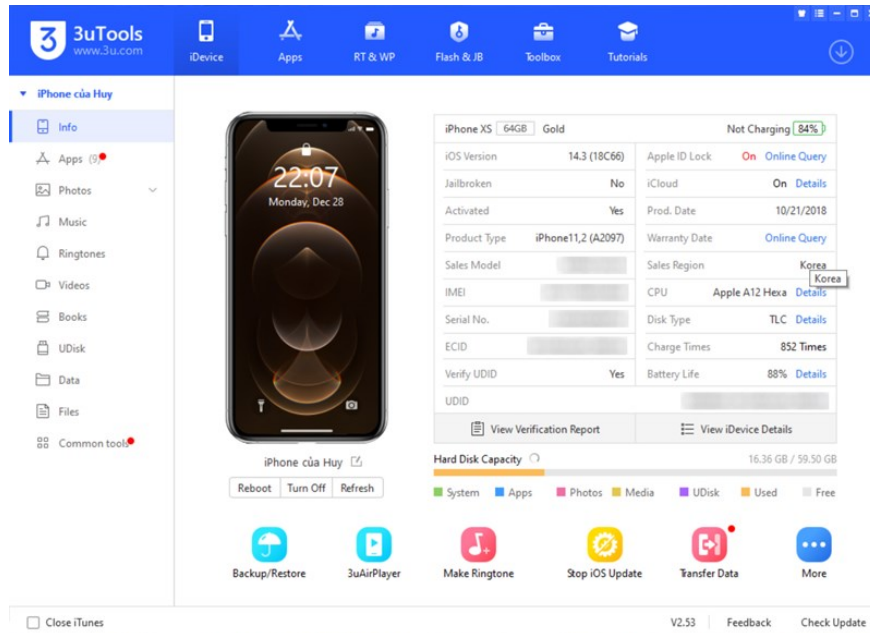 3uTools
www.3u.com
iDevice Apps RT & WP Flash & JB Toolbox Tutorials
iPhone của Huy
Info
Apps (9)
Photos
Music
Ringtones
Videos
Books
UDisk
Data
Files
Common tools
22:07
Monday, Dec 28
iPhone của Huy
Reboot Turn Off Refresh
iPhone XS 64GB Gold Not Charging 84%
iOS Version 14.3 (18C66) Apple ID Lock On Online Query
Jailbroken No iCloud On Details
Activated Yes Prod. Date 10/21/2018
Product Type iPhone11,2 (A2097) Warranty Date Online Query
Sales Model Sales Region Korea
Korea
IMEI CPU Apple A12 Hexa Details
Serial No. Disk Type TLC Details
ECID Charge Times 852 Times
Verify UDID Yes Battery Life 88% Details
UDID
View Verification Report View iDevice Details
Hard Disk Capacity 16.36 GB / 59.50 GB
System Apps Photos Media UDisk Used Free
Backup/Restore 3uAirPlayer Make Ringtone Stop iOS Update Transfer Data More
Close iTunes V2.53 Feedback Check Update